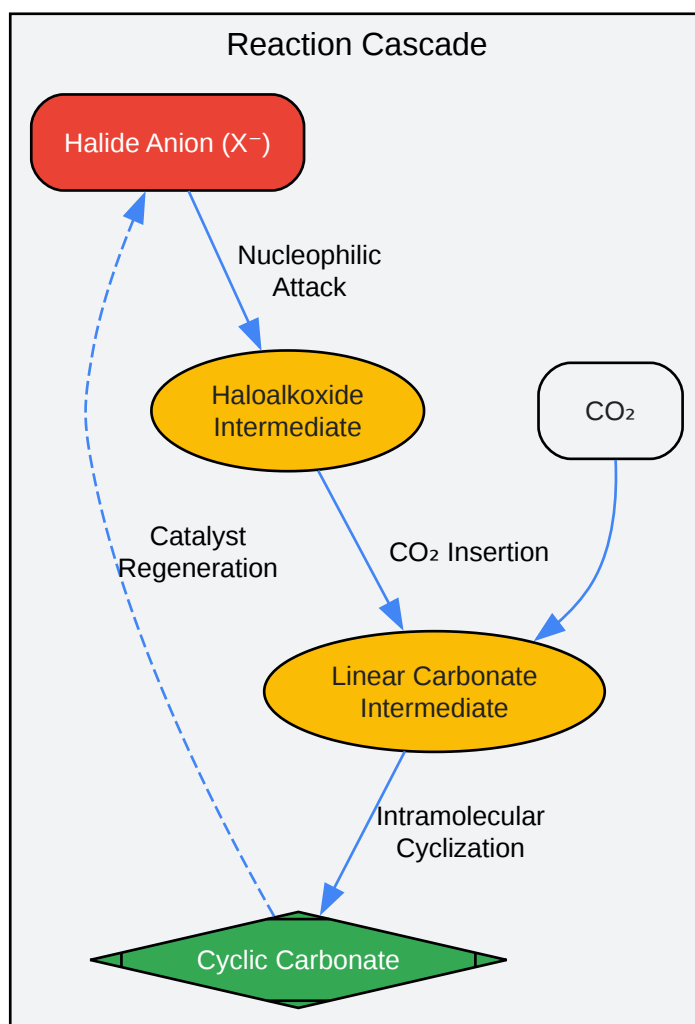 Reaction Cascade
Halide Anion (X⁻)
Nucleophilic
Attack
Haloalkoxide
Intermediate
CO₂
Catalyst
Regeneration
CO₂ Insertion
Linear Carbonate
Intermediate
Intramolecular
Cyclization
Cyclic Carbonate